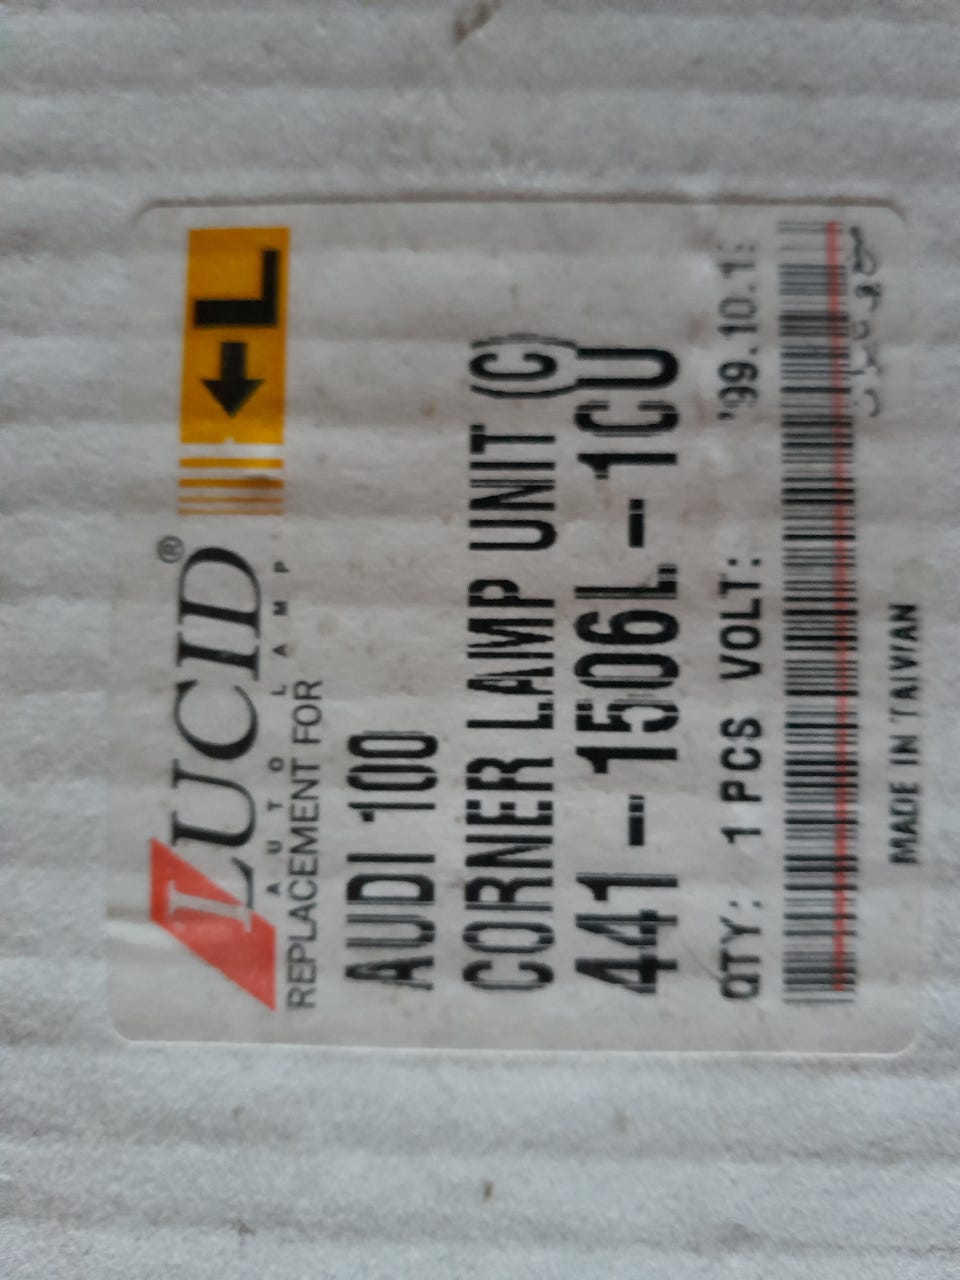 LUCID®
AUTO LAMP
← L
REPLACEMENT FOR
AUDI 100
CORNER LAMP UNIT (C)
441-1506L-1CU
QTY: 1 PCS VOLT: '99.10.1
MADE IN TAIWAN